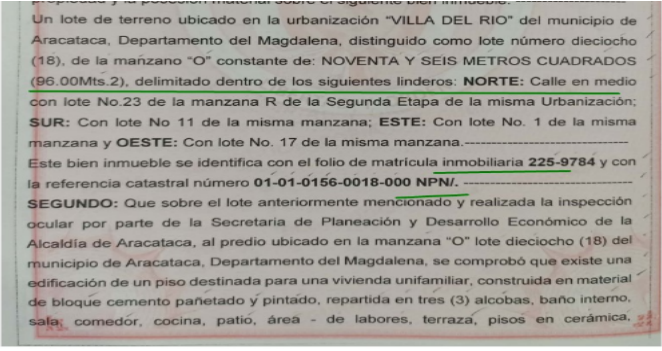 propiedad y la posesión material sobre el siguiente bien inmueble:
Un lote de terreno ubicado en la urbanización “VILLA DEL RIO” del municipio de
Aracataca, Departamento del Magdalena, distinguido como lote número dieciocho
(18), de la manzano “O” constante de: NOVENTA Y SEIS METROS CUADRADOS
(96.00Mts.2), delimitado dentro de los siguientes linderos: NORTE: Calle en medio
con lote No.23 de la manzana R de la Segunda Etapa de la misma Urbanización;
SUR: Con lote No 11 de la misma manzana; ESTE: Con lote No. 1 de la misma
manzana y OESTE: Con lote No. 17 de la misma manzana.--------------------------
Este bien inmueble se identifica con el folio de matrícula inmobiliaria 225-9784 y con
la referencia catastral número 01-01-0156-0018-000 NPN/. --------------------------
SEGUNDO: Que sobre el lote anteriormente mencionado y realizada la inspección
ocular por parte de la Secretaria de Planeación y Desarrollo Económico de la
Alcaldía de Aracataca, al predio ubicado en la manzana “O” lote dieciocho (18) del
municipio de Aracataca, Departamento del Magdalena, se comprobó que existe una
edificación de un piso destinada para una vivienda unifamiliar, construida en material
de bloque cemento pañetado y pintado, repartida en tres (3) alcobas, baño interno,
sala, comedor, cocina, patio, área - de labores, terraza, pisos en cerámica,